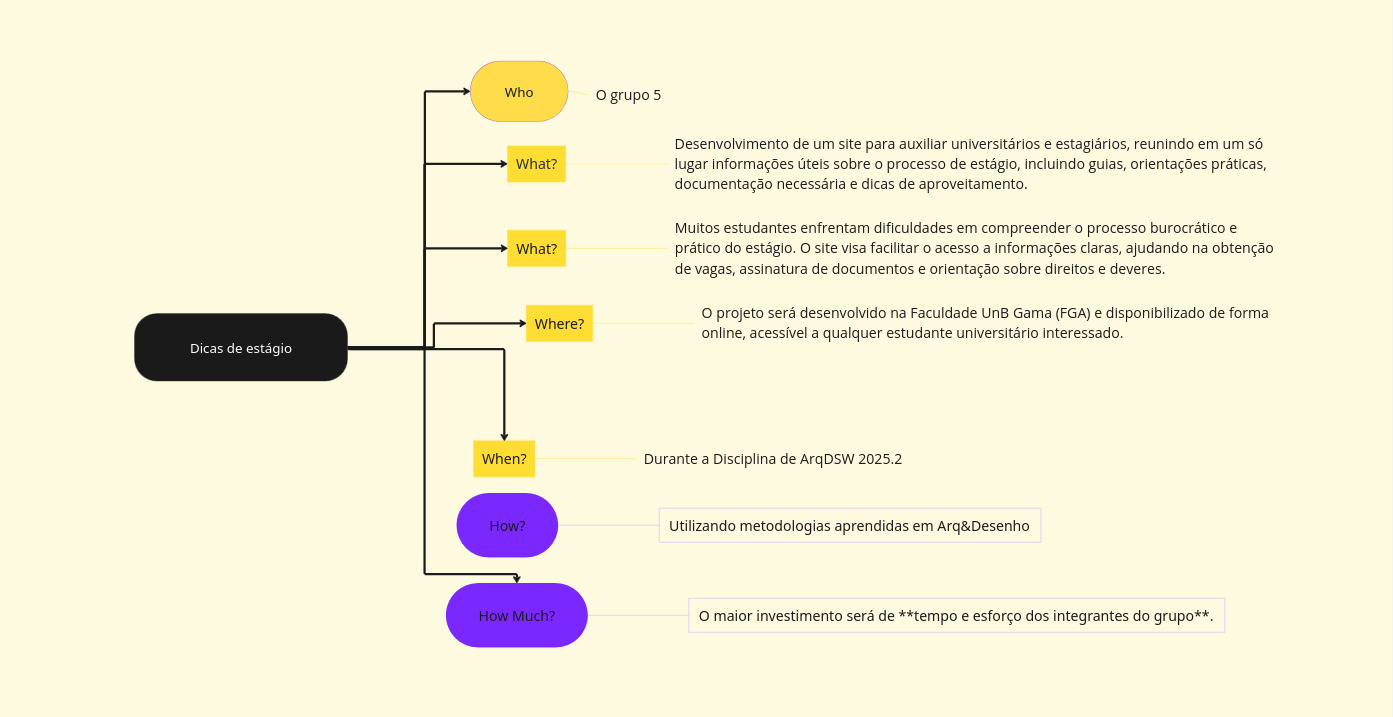 Who
O grupo 5
What?
Desenvolvimento de um site para auxiliar universitários e estagiários, reunindo em um só
lugar informações úteis sobre o processo de estágio, incluindo guias, orientações práticas,
documentação necessária e dicas de aproveitamento.
What?
Muitos estudantes enfrentam dificuldades em compreender o processo burocrático e
prático do estágio. O site visa facilitar o acesso a informações claras, ajudando na obtenção
de vagas, assinatura de documentos e orientação sobre direitos e deveres.
Where?
O projeto será desenvolvido na Faculdade UnB Gama (FGA) e disponibilizado de forma
online, acessível a qualquer estudante universitário interessado.
Dicas de estágio
When?
Durante a Disciplina de ArqDSW 2025.2
How?
Utilizando metodologias aprendidas em Arq&Desenho
How Much?
O maior investimento será de **tempo e esforço dos integrantes do grupo**.